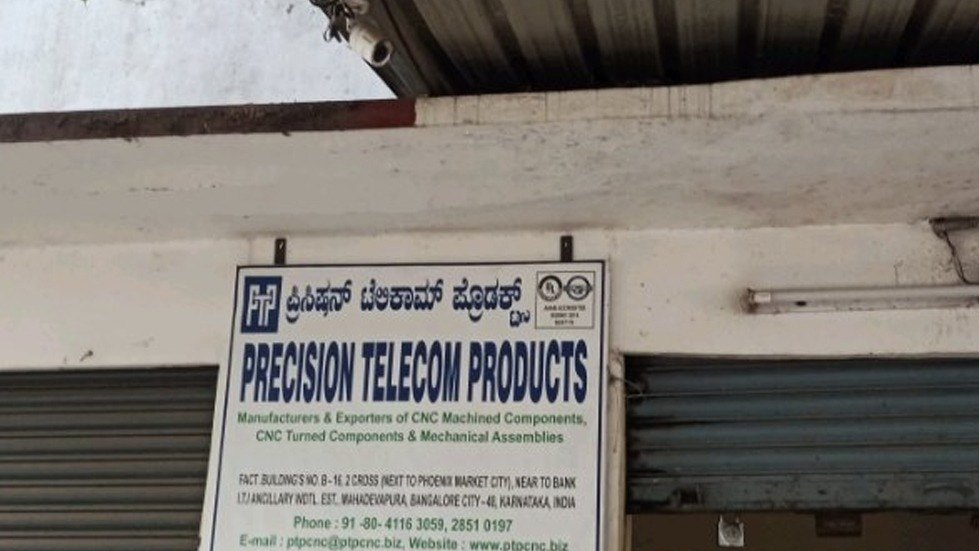 PTP ಪ್ರಿಸಿಷನ್ ಟೆಲಿಕಾಮ್ ಪ್ರೊಡಕ್ಟ್ಸ್
PRECISION TELECOM PRODUCTS
Manufacturers & Exporters of CNC Machined Components,
CNC Turned Components & Mechanical Assemblies
FACT. BUILDING'S NO. B - 16, 2 CROSS (NEXT TO PHOENIX MARKET CITY), NEAR TO BANK
I.T.I ANCILLARY INDTL. EST., MAHADEVAPURA, BANGALORE CITY - 48, KARNATAKA, INDIA
Phone : 91 -80- 4116 3059, 2851 0197
E-mail : ptpcnc@ptpcnc.biz, Website : www.ptpcnc.biz